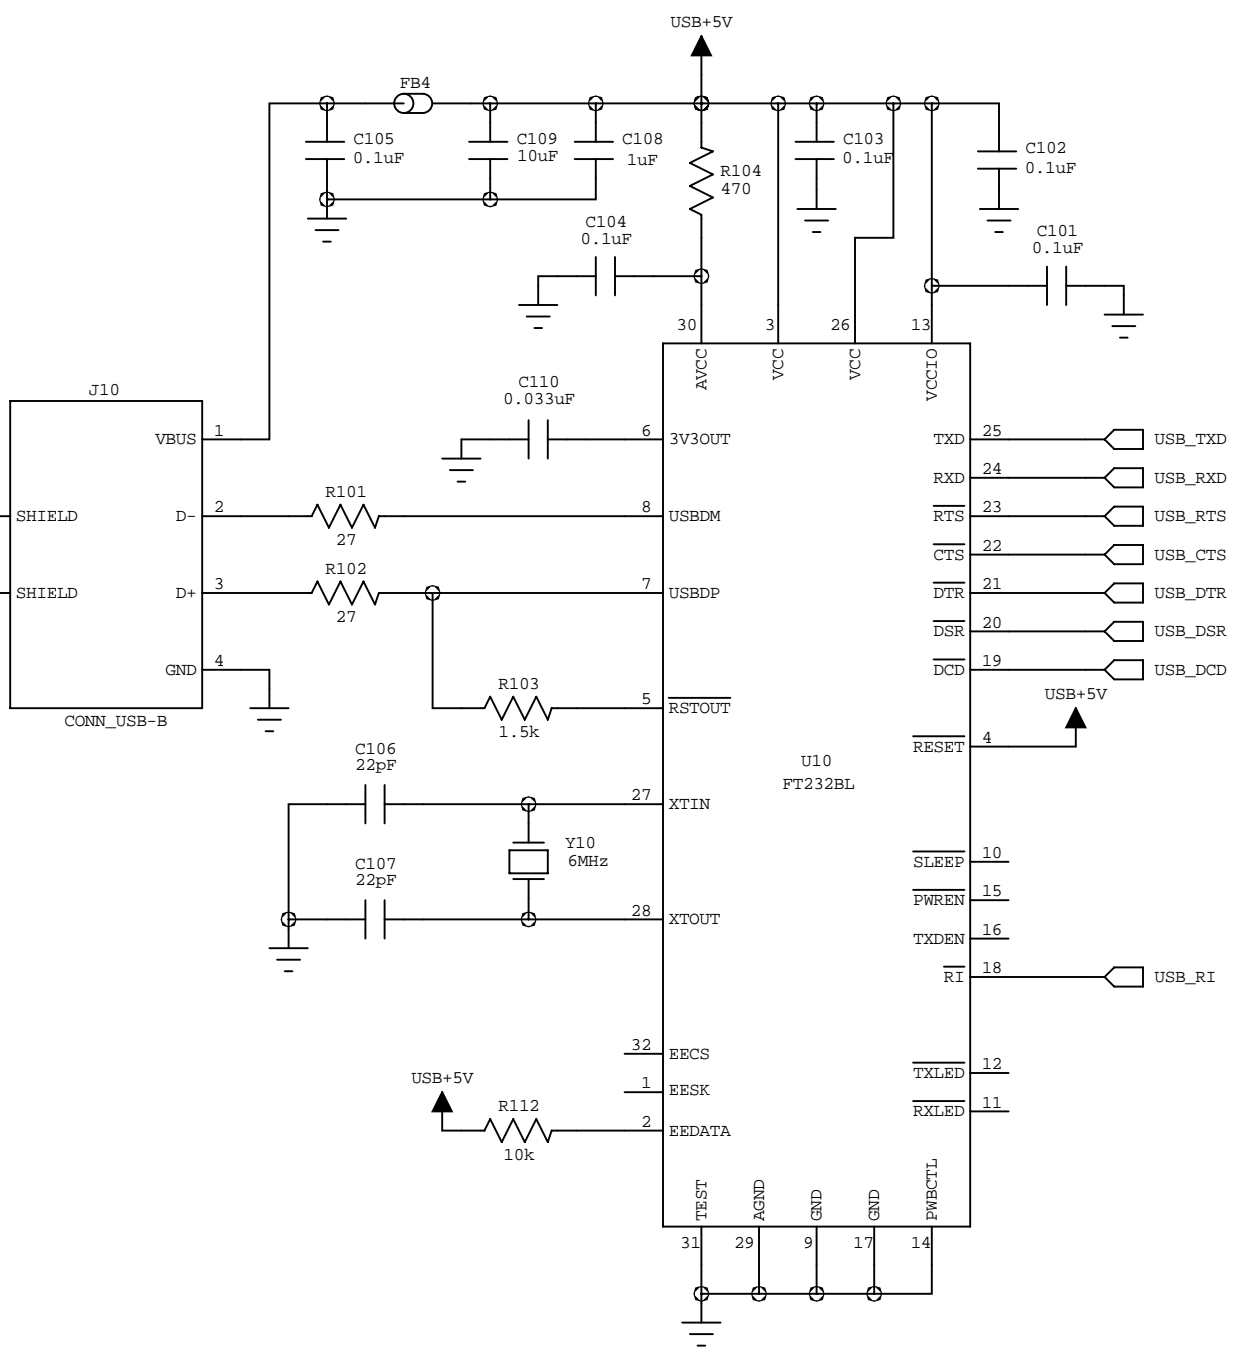 USB+5V
FB4
C105
0.1uF
C109
10uF
C108
1uF
R104
470
C103
0.1uF
C102
0.1uF
C104
0.1uF
C101
0.1uF
30
3
26
13
AVCC
VCC
VCC
VCCIO
J10
C110
0.033uF
VBUS
1
6
3V3OUT
TXD
25
USB_TXD
RXD
24
USB_RXD
R101
27
SHIELD
D-
2
8
USBDM
RTS
23
USB_RTS
CTS
22
USB_CTS
R102
27
SHIELD
D+
3
7
USBDP
DTR
21
USB_DTR
DSR
20
USB_DSR
GND
4
DCD
19
USB_DCD
CONN_USB-B
R103
1.5k
5
RSTOUT
USB+5V
RESET
4
U10
FT232BL
C106
22pF
27
XTIN
Y10
6MHz
C107
22pF
28
XTOUT
SLEEP
10
PWREN
15
TXDEN
16
RI
18
USB_RI
32
EECS
1
EESK
USB+5V
R112
10k
2
EEDATA
TXLED
12
RXLED
11
TEST
AGND
GND
GND
PWBCTL
31
29
9
17
14